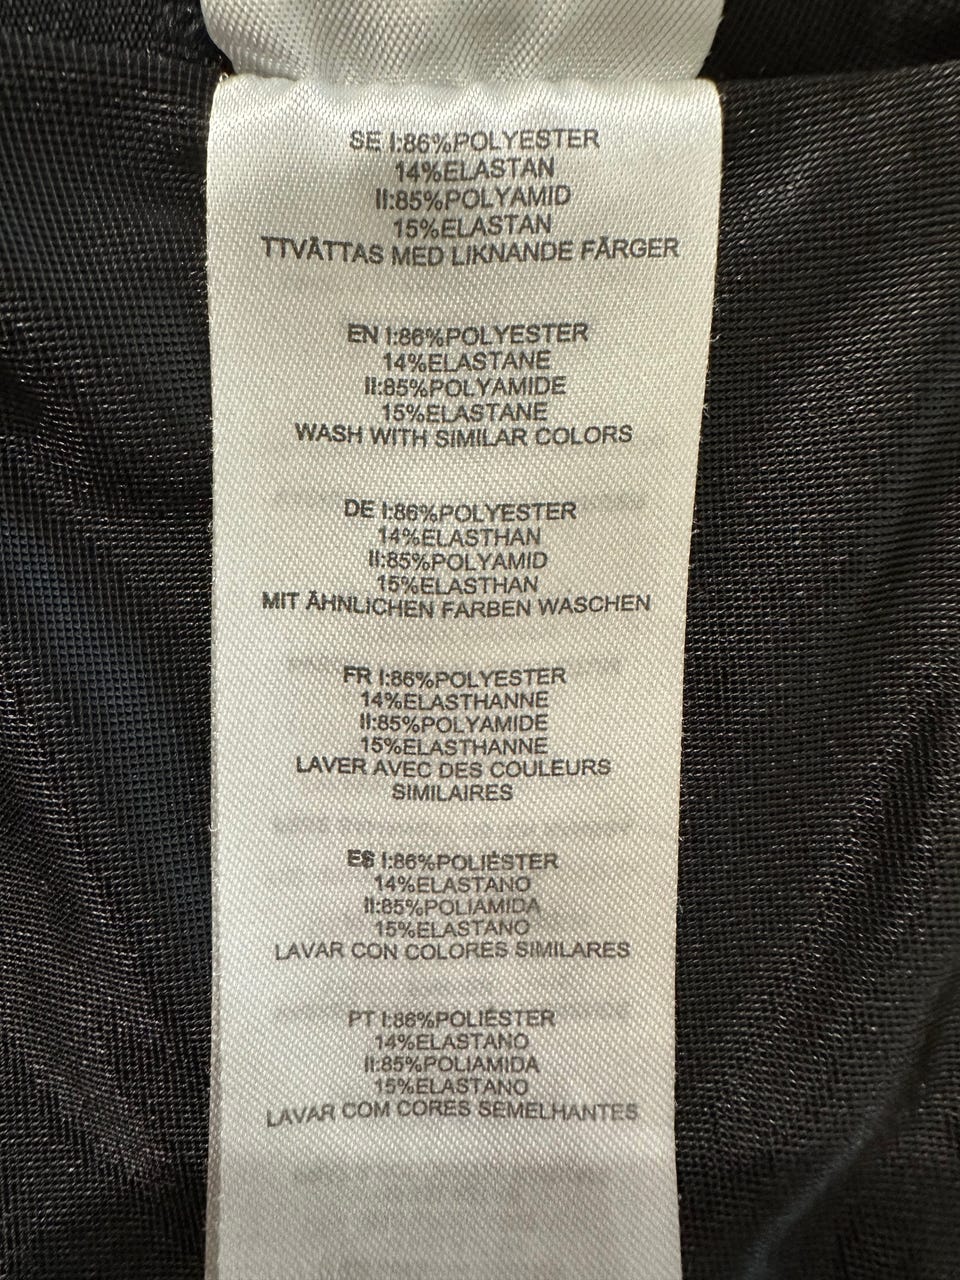 SE I:86%POLYESTER
14%ELASTAN
II:85%POLYAMID
15%ELASTAN
TTVÄTTAS MED LIKNANDE FÄRGER
EN I:86%POLYESTER
14%ELASTANE
II:85%POLYAMIDE
15%ELASTANE
WASH WITH SIMILAR COLORS
DE I:86%POLYESTER
14%ELASTHAN
II:85%POLYAMID
15%ELASTHAN
MIT ÄHNLICHEN FARBEN WASCHEN
FR I:86%POLYESTER
14%ELASTHANNE
II:85%POLYAMIDE
15%ELASTHANNE
LAVER AVEC DES COULEURS
SIMILAIRES
ES I:86%POLIÉSTER
14%ELASTANO
II:85%POLIAMIDA
15%ELASTANO
LAVAR CON COLORES SIMILARES
PT I:86%POLIÉSTER
14%ELASTANO
II:85%POLIAMIDA
15%ELASTANO
LAVAR COM CORES SEMELHANTES